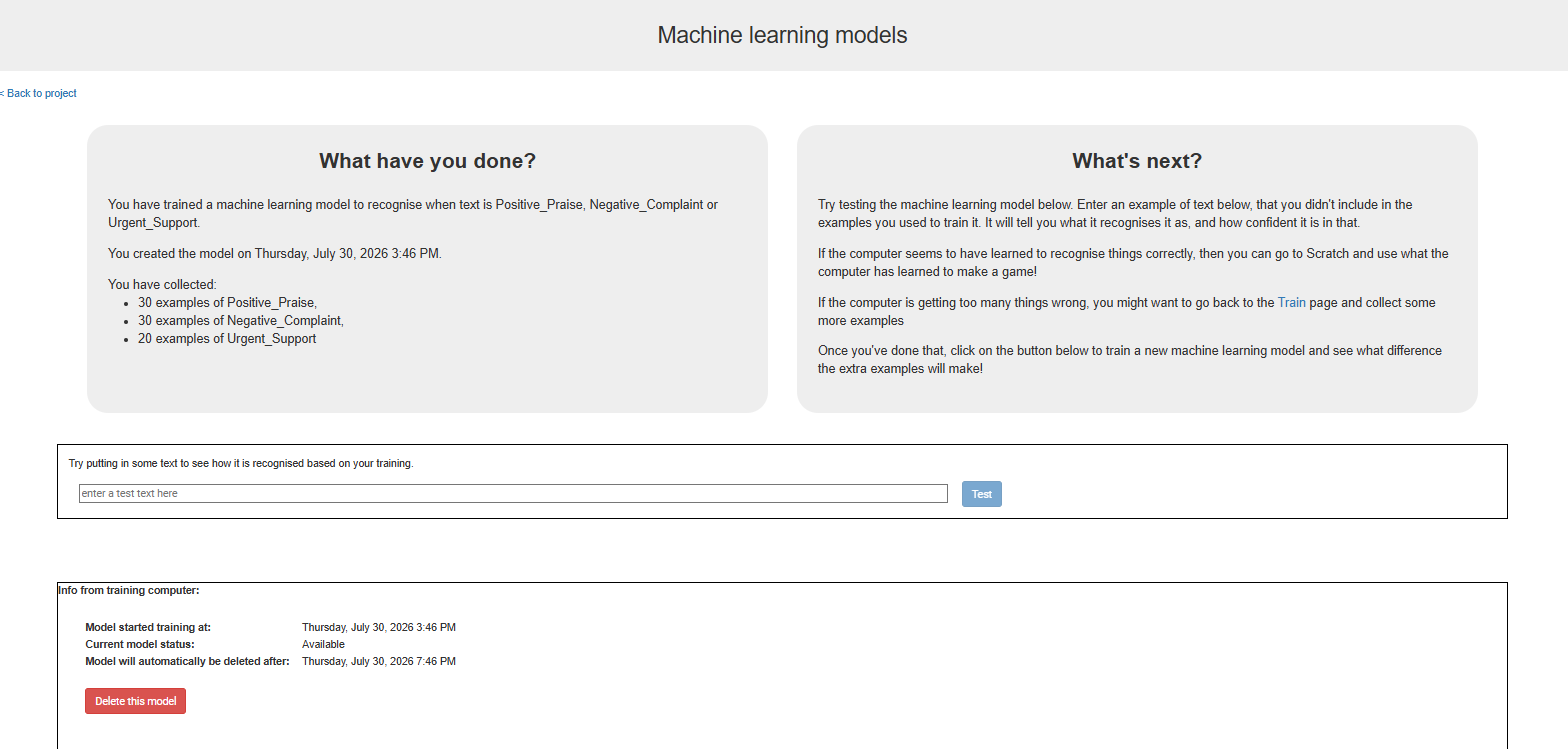 Machine learning models
< Back to project
What have you done?
You have trained a machine learning model to recognise when text is Positive_Praise, Negative_Complaint or
Urgent_Support.
You created the model on Thursday, July 30, 2026 3:46 PM.
You have collected:
• 30 examples of Positive_Praise,
• 30 examples of Negative_Complaint,
• 20 examples of Urgent_Support
What's next?
Try testing the machine learning model below. Enter an example of text below, that you didn't include in the
examples you used to train it. It will tell you what it recognises it as, and how confident it is in that.
If the computer seems to have learned to recognise things correctly, then you can go to Scratch and use what the
computer has learned to make a game!
If the computer is getting too many things wrong, you might want to go back to the Train page and collect some
more examples
Once you've done that, click on the button below to train a new machine learning model and see what difference
the extra examples will make!
Try putting in some text to see how it is recognised based on your training.
enter a test text here
Test
Info from training computer:
Model started training at: Thursday, July 30, 2026 3:46 PM
Current model status: Available
Model will automatically be deleted after: Thursday, July 30, 2026 7:46 PM
Delete this model